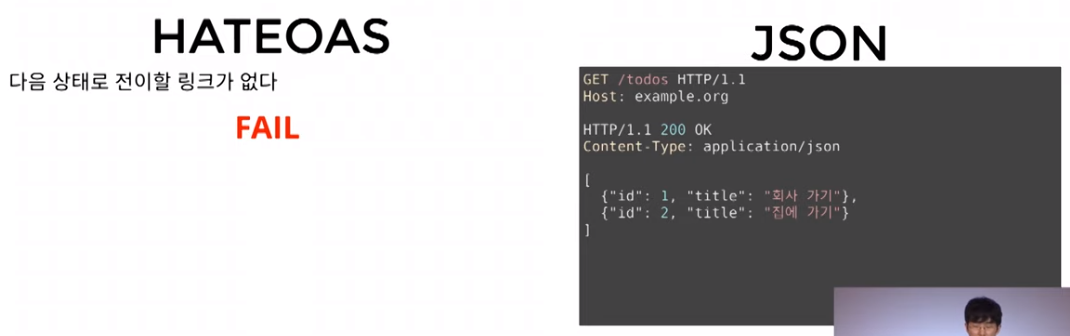 HATEOAS
다음 상태로 전이할 링크가 없다
FAIL
JSON
GET /todos HTTP/1.1
Host: example.org
HTTP/1.1 200 OK
Content-Type: application/json
[
{"id": 1, "title": "회사 가기"},
{"id": 2, "title": "집에 가기"}
]